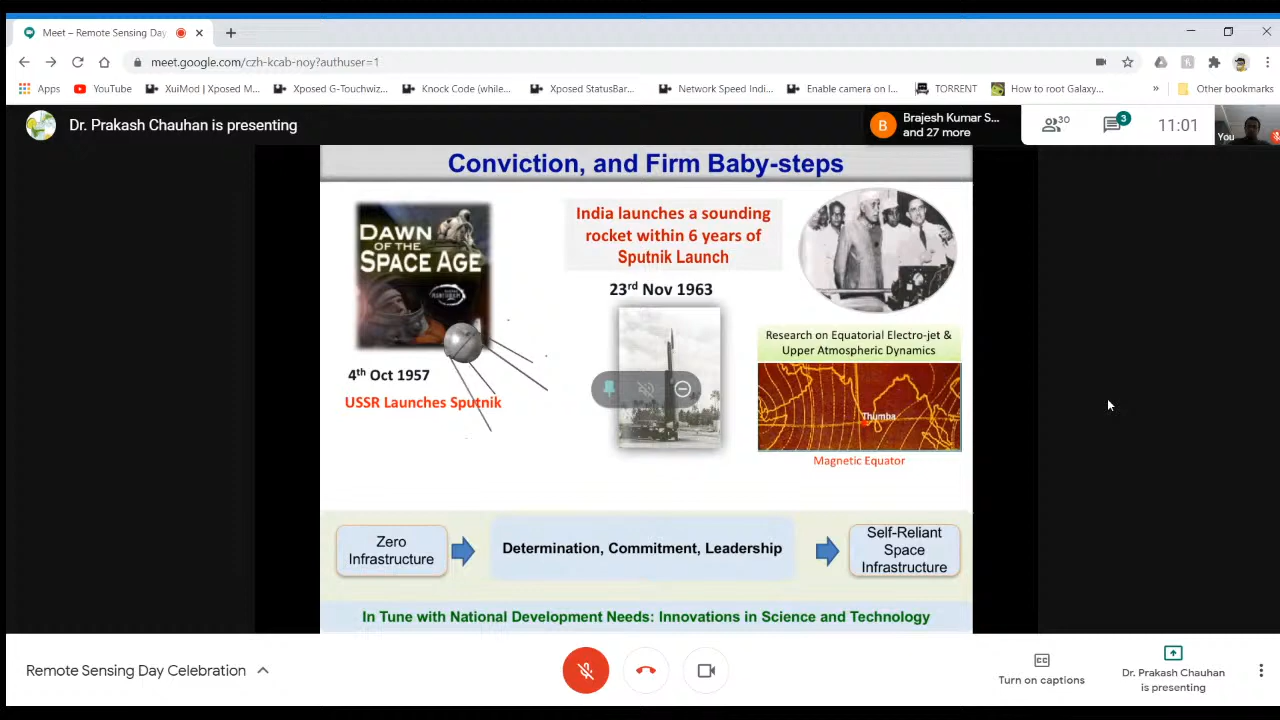 Meet – Remote Sensing Day
meet.google.com/czh-kcab-noy?authuser=1
Apps
YouTube
XuiMod | Xposed M...
Xposed G-Touchwiz...
Knock Code (while...
Xposed StatusBar...
Network Speed Indi...
Enable camera on l...
TORRENT
How to root Galaxy...
»
Other bookmarks
Dr. Prakash Chauhan is presenting
B
Brajesh Kumar S...
and 27 more
30
3
11:01
You
Conviction, and Firm Baby-steps
DAWN
OF THE
SPACE AGE
4th Oct 1957
USSR Launches Sputnik
India launches a sounding
rocket within 6 years of
Sputnik Launch
23rd Nov 1963
Research on Equatorial Electro-jet &
Upper Atmospheric Dynamics
Thumba
Magnetic Equator
Zero
Infrastructure
Determination, Commitment, Leadership
Self-Reliant
Space
Infrastructure
In Tune with National Development Needs: Innovations in Science and Technology
Remote Sensing Day Celebration
CC
Turn on captions
Dr. Prakash Chauhan
is presenting